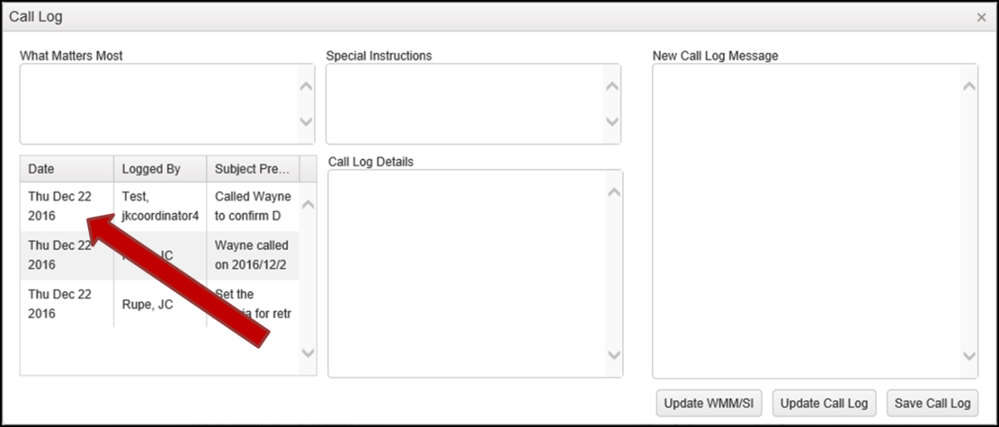 Call Log
What Matters Most
Special Instructions
New Call Log Message
Date Logged By Subject Pre...
Call Log Details
Thu Dec 22 Test, Called Wayne
2016 jkcoordinator4 to confirm D
Thu Dec 22 JC Wayne called
2016 on 2016/12/2
Thu Dec 22 Rupe, JC Set the
2016 for retr
Update WMM/SI Update Call Log Save Call Log